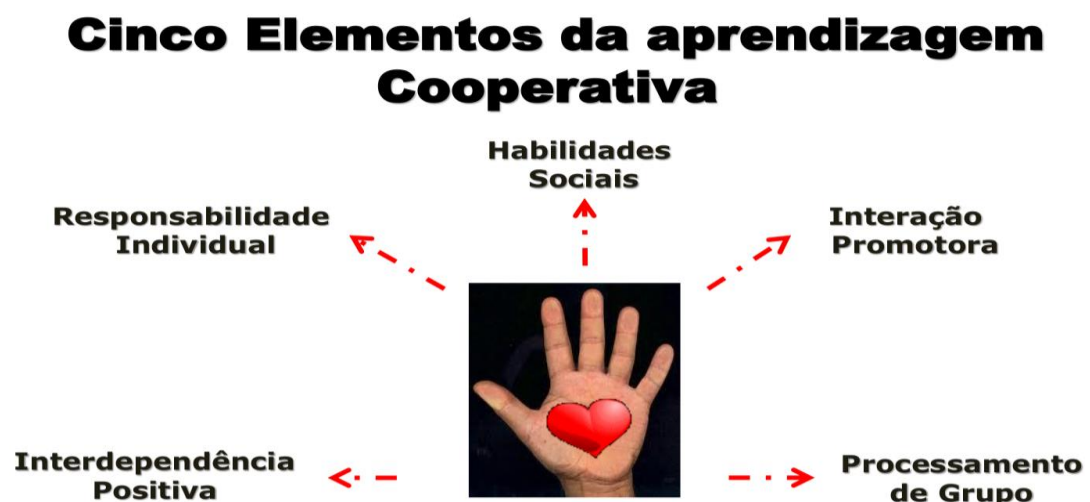 Cinco Elementos da aprendizagem
Cooperativa
Habilidades
Sociais
Responsabilidade
Individual
Interação
Promotora
Interdependência
Positiva
Processamento
de Grupo